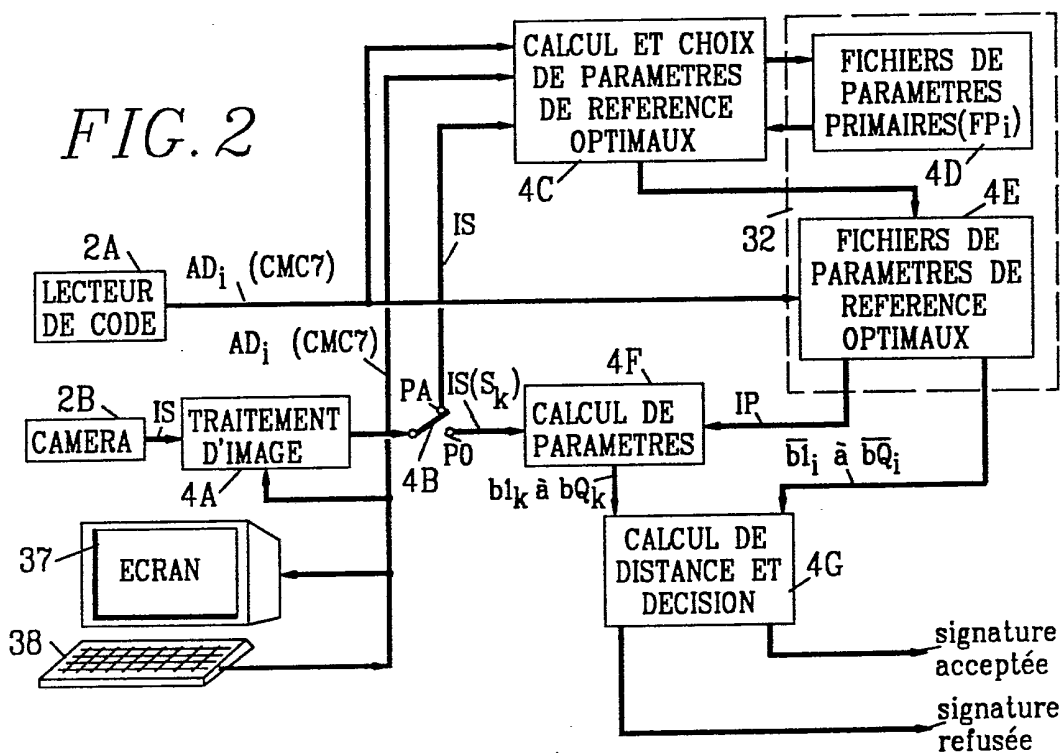 FIG. 2
CALCUL ET CHOIX
DE PARAMETRES
DE REFERENCE
OPTIMAUX
4C
FICHIERS DE
PARAMETRES
PRIMAIRES(FPi)
4D
4E
32
FICHIERS DE
PARAMETRES DE
REFERENCE
OPTIMAUX
IS
2A
LECTEUR
DE CODE
ADi (CMC7)
ADi (CMC7)
2B
CAMERA
IS
TRAITEMENT
D'IMAGE
4A
PA
4B
PO
IS(Sk)
4F
CALCUL DE
PARAMETRES
IP
b1k à bQk
b̅1̅i à b̅Q̅i
CALCUL DE
DISTANCE ET
DECISION
4G
37
ECRAN
38
signature
acceptée
signature
refusée